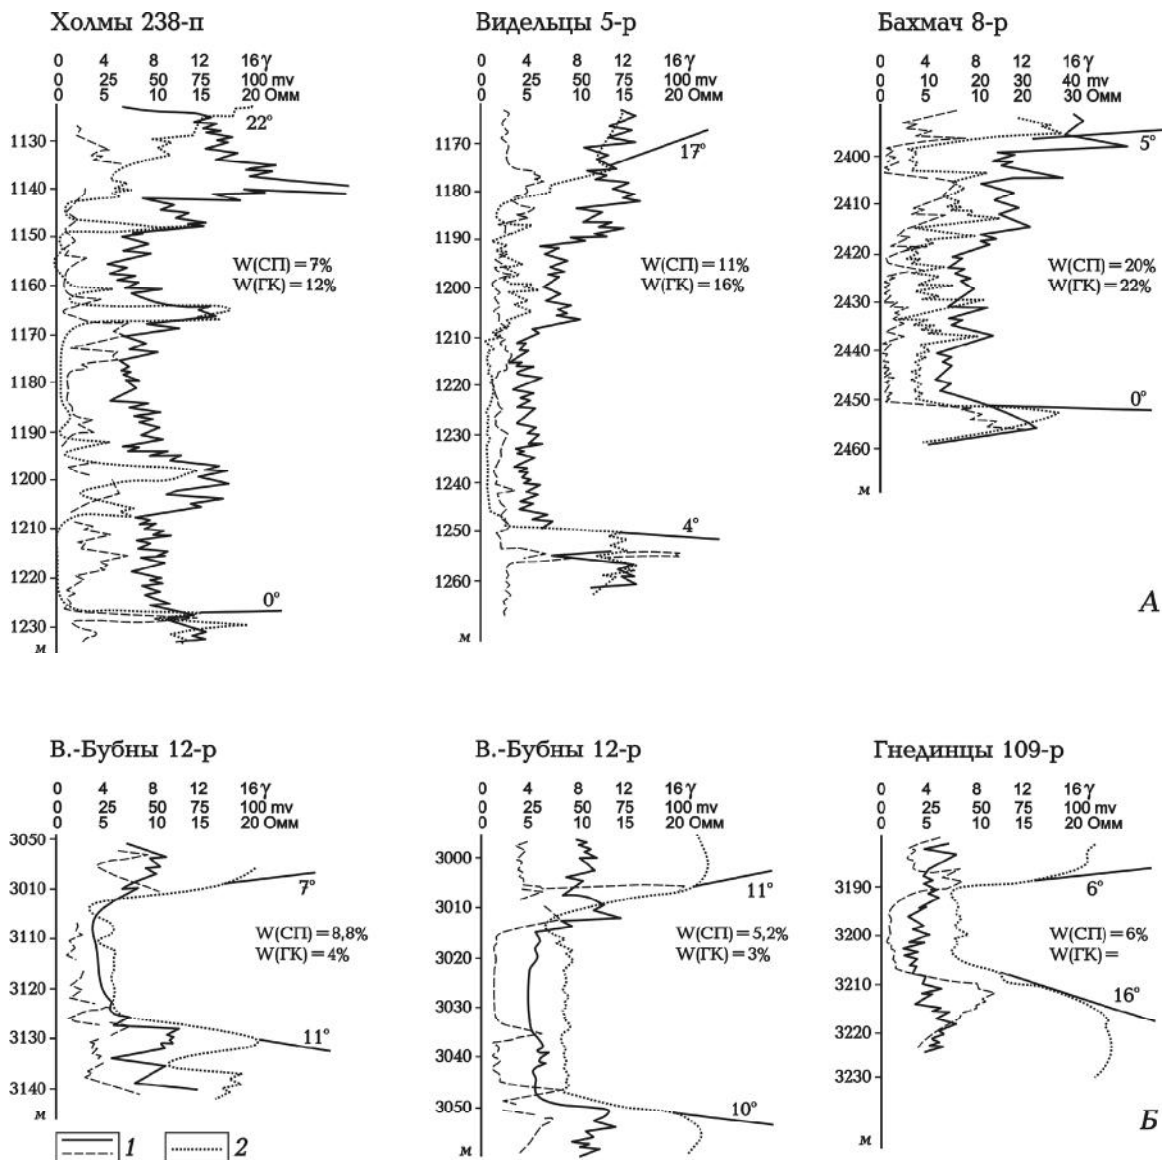 Холмы 238-п
0 4 8 12 16 γ
0 25 50 75 100 mv
0 5 10 15 20 Омм
22°
1130
1140
1150
1160
1170
1180
1190
1200
1210
1220
1230
м
W(СП) = 7%
W(ГК) = 12%
0°
Видельцы 5-р
0 4 8 12 16 γ
0 25 50 75 100 mv
0 5 10 15 20 Омм
17°
1170
1180
1190
1200
1210
1220
1230
1240
1250
1260
м
W(СП) = 11%
W(ГК) = 16%
4°
Бахмач 8-р
0 4 8 12 16 γ
0 10 20 30 40 mv
0 5 10 20 30 Омм
5°
2400
2410
2420
2430
2440
2450
2460
м
W(СП) = 20%
W(ГК) = 22%
0°
А
В.-Бубны 12-р
0 4 8 12 16 γ
0 25 50 75 100 mv
0 5 10 15 20 Омм
3050
3010
3110
3120
3130
3140
м
7°
W(СП) = 8,8%
W(ГК) = 4%
11°
В.-Бубны 12-р
0 4 8 12 16 γ
0 25 50 75 100 mv
0 5 10 15 20 Омм
3000
3010
3020
3030
3040
3050
м
11°
W(СП) = 5,2%
W(ГК) = 3%
10°
Гнединцы 109-р
0 4 8 12 16 γ
0 25 50 75 100 mv
0 5 10 15 20 Омм
3190
3200
3210
3220
3230
м
6°
W(СП) = 6%
W(ГК) =
16°
Б
1 2